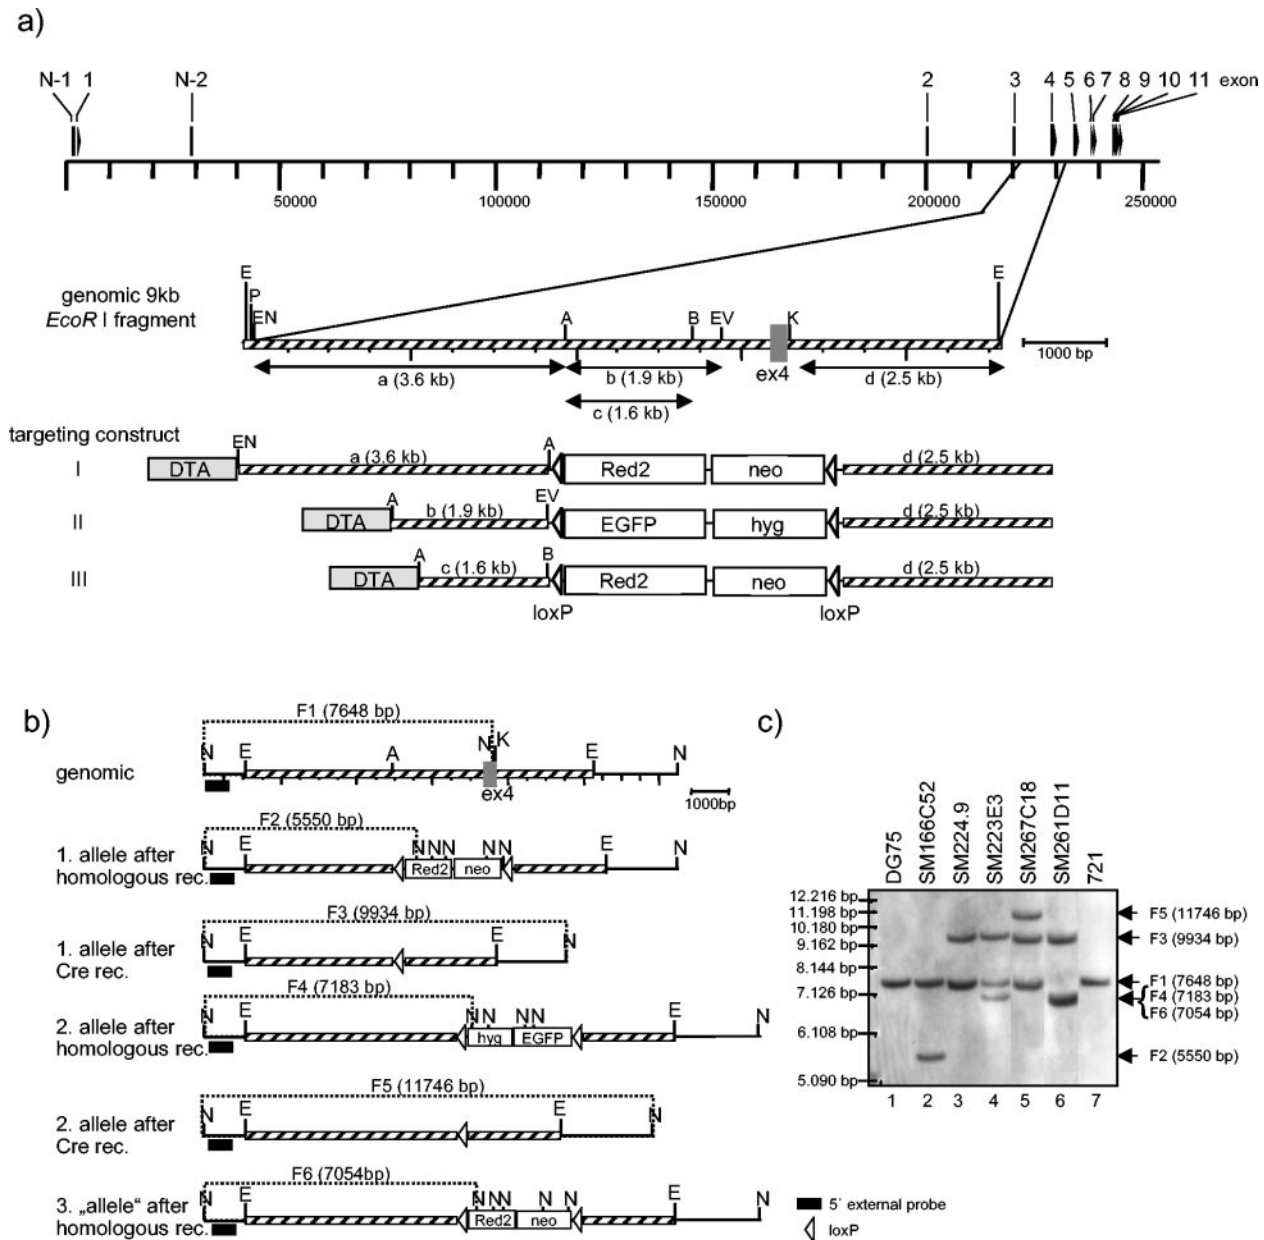 a)
N-1 1 N-2 2 3 4 5 6 7 8 9 10 11 exon
50000 100000 150000 200000 250000
E P EN A B EV K E
genomic 9kb
EcoR I fragment
1000 bp
a (3.6 kb) b (1.9 kb) ex4 d (2.5 kb)
c (1.6 kb)
targeting construct
EN A
I DTA a (3.6 kb) Red2 neo d (2.5 kb)
A EV
II DTA b (1.9 kb) EGFP hyg d (2.5 kb)
A B
III DTA c (1.6 kb) Red2 neo d (2.5 kb)
loxP loxP
b)
F1 (7648 bp)
N E A N K E N
genomic
ex4
1000bp
F2 (5550 bp)
N E N N N N N E N
1. allele after
homologous rec.
Red2 neo
F3 (9934 bp)
N E E N
1. allele after
Cre rec.
F4 (7183 bp)
N E N N N N E N
2. allele after
homologous rec.
hyg EGFP
F5 (11746 bp)
N E E N
2. allele after
Cre rec.
F6 (7054bp)
N E N N N N N E N
3. „allele“ after
homologous rec.
Red2 neo
5´ external probe
loxP
c)
DG75 SM166C52 SM224.9 SM223E3 SM267C18 SM261D11 721
12.216 bp
11.198 bp
10.180 bp
9.162 bp
8.144 bp
7.126 bp
6.108 bp
5.090 bp
F5 (11746 bp)
F3 (9934 bp)
F1 (7648 bp)
F4 (7183 bp)
F6 (7054 bp)
F2 (5550 bp)
1 2 3 4 5 6 7